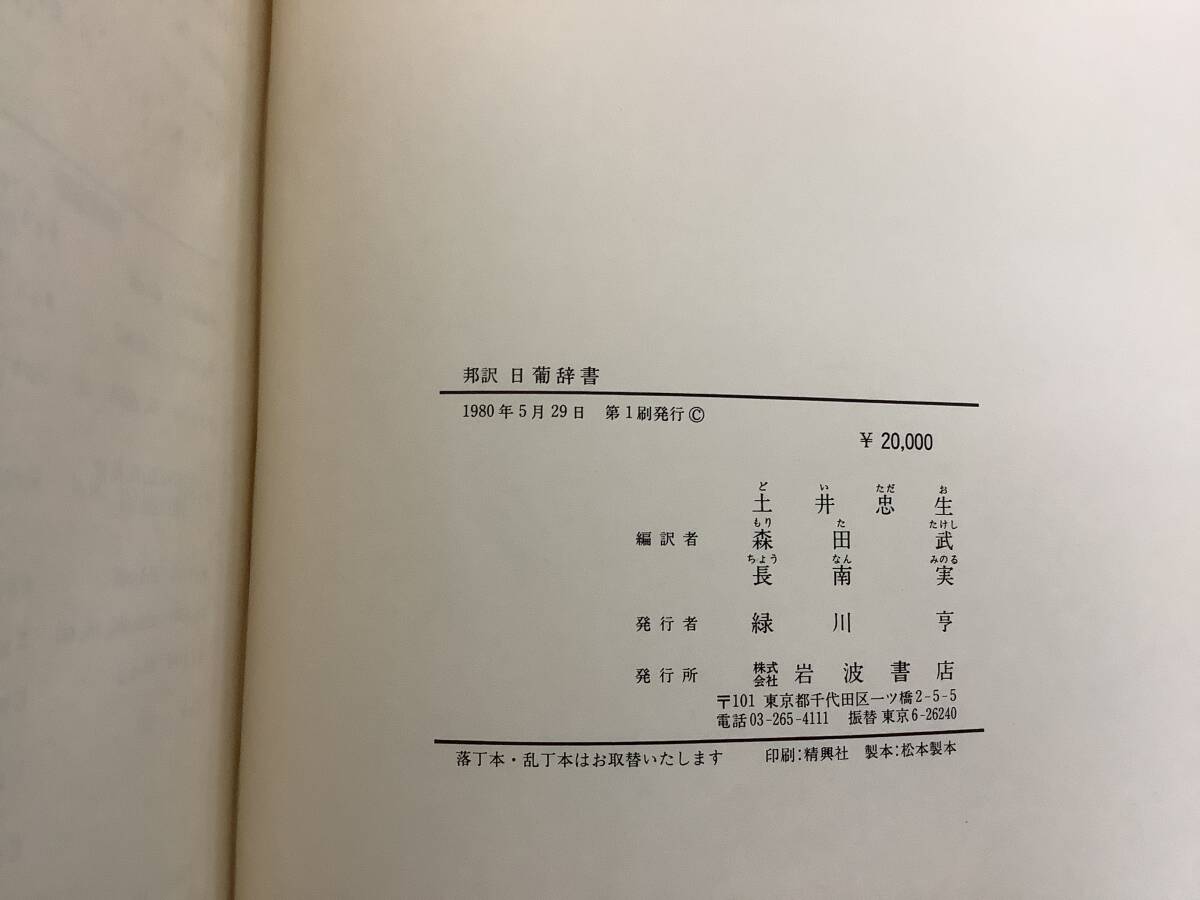 邦訳 日葡辞書
1980年5月29日 第1刷発行 ©
¥ 20,000
ど い ただ お
土井忠生
もり た たけし
編訳者 森田武
ちょう なん みのる
長南実
発行者 緑川亨
発行所 株式会社 岩波書店
〒101 東京都千代田区一ツ橋2-5-5
電話03-265-4111 振替 東京6-26240
落丁本・乱丁本はお取替いたします 印刷:精興社 製本:松本製本